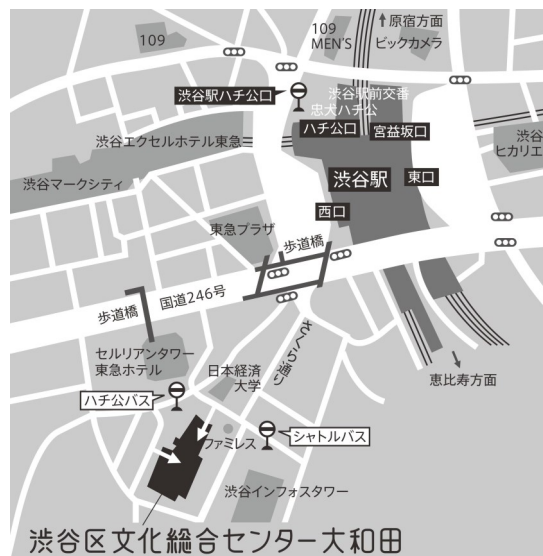 109
109
MEN'S
↑原宿方面
ビックカメラ
渋谷駅ハチ公口
渋谷駅前交番
忠犬ハチ公
ハチ公口
宮益坂口
渋谷エクセルホテル東急
渋谷
ヒカリエ
渋谷マークシティ
渋谷駅
東口
西口
東急プラザ
歩道橋
国道246号
歩道橋
さくら通り
セルリアンタワー
東急ホテル
日本経済
大学
恵比寿方面
ハチ公バス
シャトルバス
ファミレス
渋谷インフォスタワー
渋谷区文化総合センター大和田